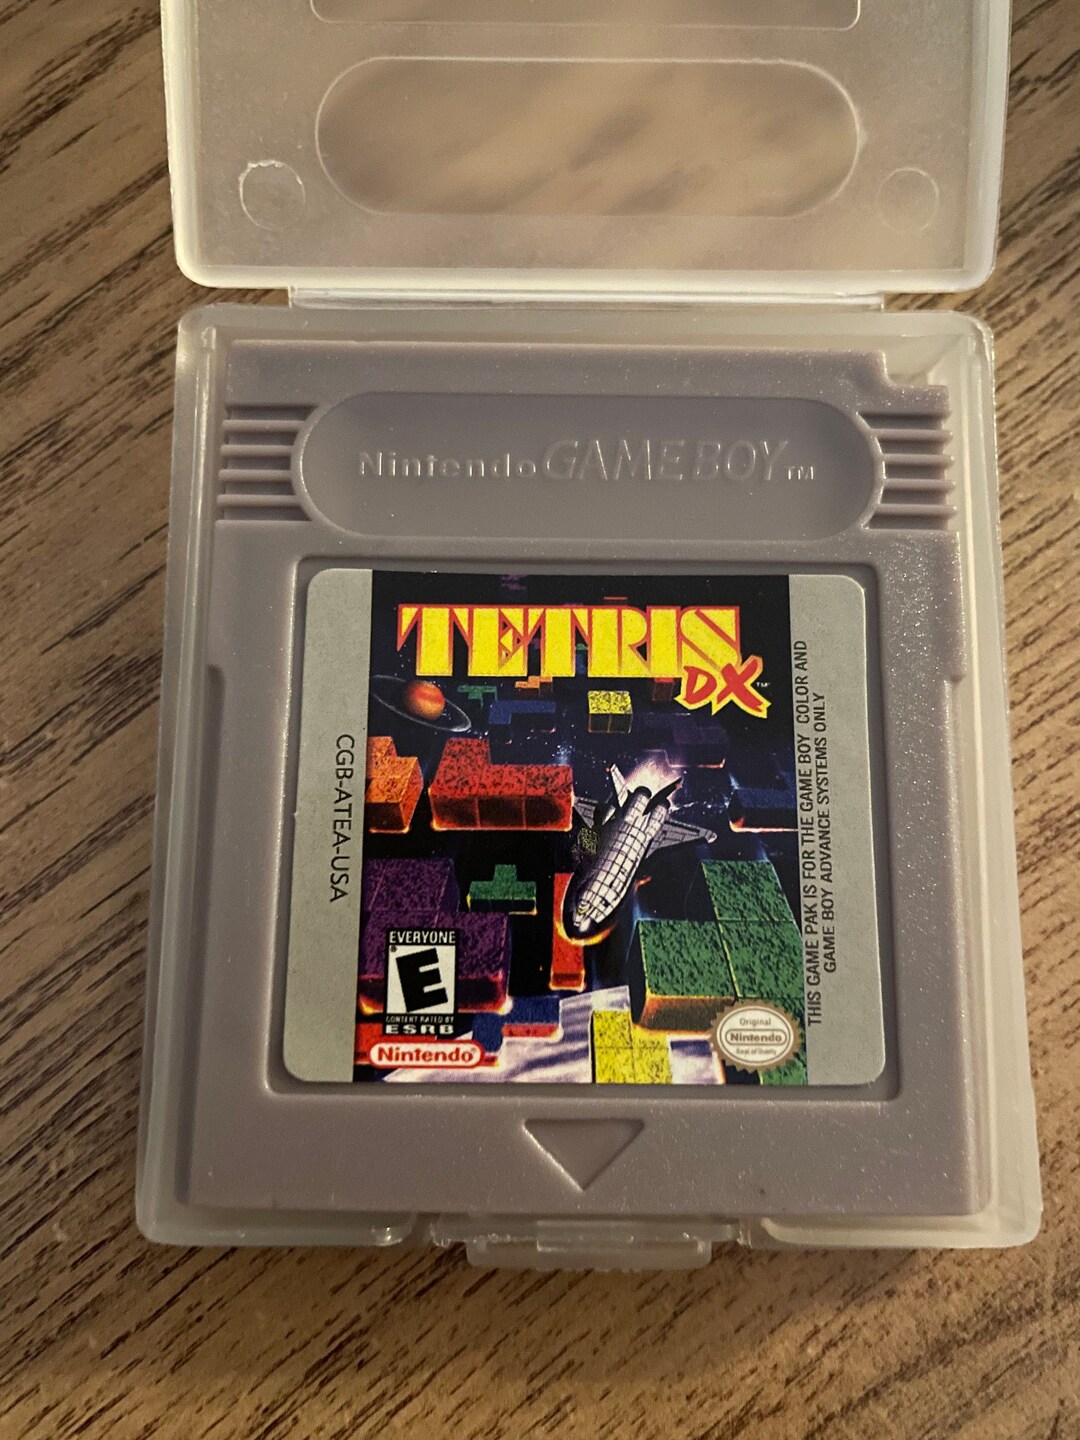 Nintendo GAME BOY TM
TETRIS
DX TM
CGB-ATEA-USA
THIS GAME PAK IS FOR THE GAME BOY COLOR AND
GAME BOY ADVANCE SYSTEMS ONLY
EVERYONE
E
CONTENT RATED BY
ESRB
Nintendo
Original
Nintendo
Seal of Quality